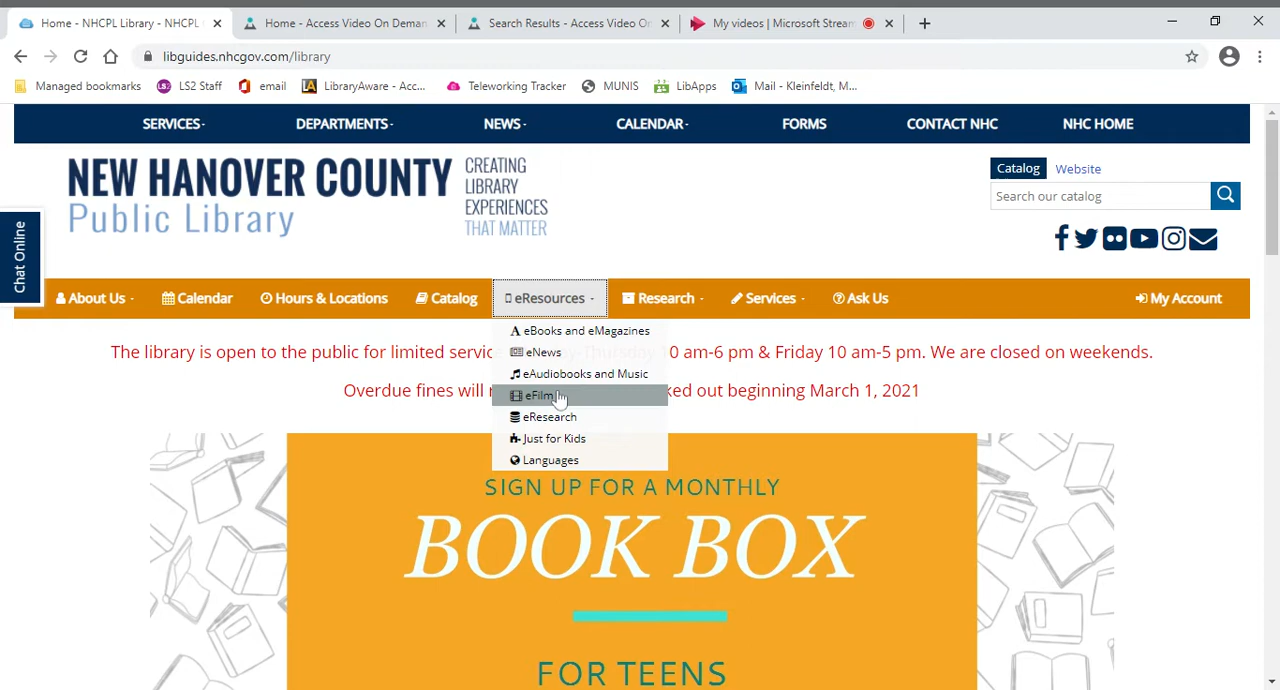 Home - NHCPL Library - NHCPL
Home - Access Video On Deman
Search Results - Access Video On
My videos | Microsoft Stream
libguides.nhcgov.com/library
Managed bookmarks
LS2 Staff
email
LibraryAware - Acc...
Teleworking Tracker
MUNIS
LibApps
Mail - Kleinfeldt, M...
SERVICES
DEPARTMENTS
NEWS
CALENDAR
FORMS
CONTACT NHC
NHC HOME
NEW HANOVER COUNTY
Public Library
CREATING
LIBRARY
EXPERIENCES
THAT MATTER
Catalog
Website
Search our catalog
Chat Online
About Us
Calendar
Hours & Locations
Catalog
eResources
Research
Services
Ask Us
My Account
eBooks and eMagazines
eNews
eAudiobooks and Music
eFilm
eResearch
Just for Kids
Languages
The library is open to the public for limited servic 0 am-6 pm & Friday 10 am-5 pm. We are closed on weekends.
Overdue fines will ked out beginning March 1, 2021
SIGN UP FOR A MONTHLY
BOOK BOX
FOR TEENS